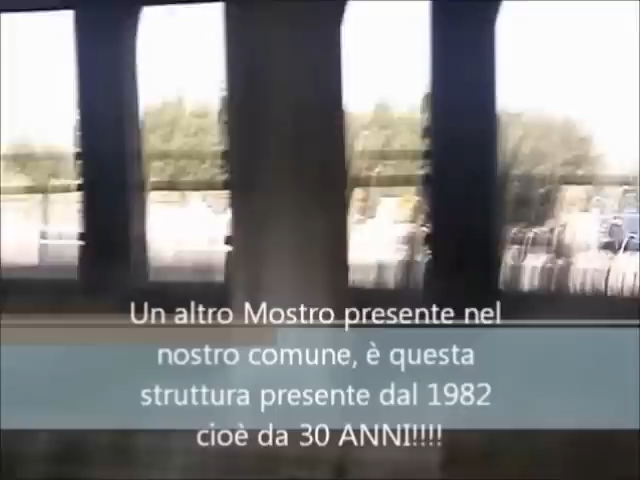 Un altro Mostro presente nel
nostro comune, è questa
struttura presente dal 1982
cioè da 30 ANNI!!!!